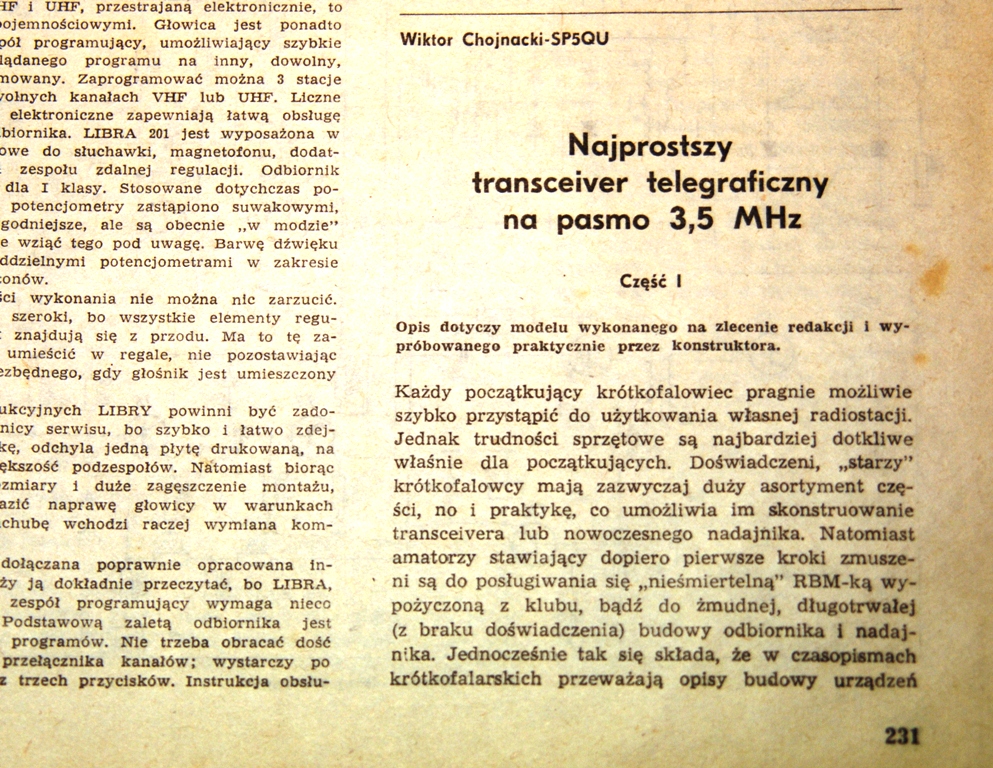 i UHF, przestrajaną elektronicznie, to
pojemnościowymi. Głowica jest ponadto
programujący, umożliwiający szybkie
programu na inny, dowolny,
Zaprogramować można 3 stacje
kanałach VHF lub UHF. Liczne
elektroniczne zapewniają łatwą obsługę
LIBRA 201 jest wyposażona w
do słuchawki, magnetofonu, dodat-
zespołu zdalnej regulacji. Odbiornik
dla I klasy. Stosowane dotychczas po-
potencjometry zastąpiono suwakowymi,
godniejsze, ale są obecnie „w modzie”
wziąć tego pod uwagę. Barwę dźwięku
ddzielnymi potencjometrami w zakresie
tonów.
ści wykonania nie można nic zarzucić.
szeroki, bo wszystkie elementy regu-
znajdują się z przodu. Ma to tę za-
umieścić w regale, nie pozostawiając
ezbędnego, gdy głośnik jest umieszczony
ukcyjnych LIBRY powinni być zado-
nicy serwisu, bo szybko i łatwo zdej-
kę, odchyla jedną płytę drukowaną, na
ększość podzespołów. Natomiast biorąc
zmiary i duże zagęszczenie montażu,
azić naprawę głowicy w warunkach
chubę wchodzi raczej wymiana kom-
dołączana poprawnie opracowana in-
ży ją dokładnie przeczytać, bo LIBRA,
zespół programujący wymaga nieco
Podstawową zaletą odbiornika jest
programów. Nie trzeba obracać dość
przełącznika kanałów; wystarczy po
z trzech przycisków. Instrukcja obsłu-
Wiktor Chojnacki-SP5QU
Najprostszy
transceiver telegraficzny
na pasmo 3,5 MHz
Część I
Opis dotyczy modelu wykonanego na zlecenie redakcji i wy-
próbowanego praktycznie przez konstruktora.
Każdy początkujący krótkofalowiec pragnie możliwie
szybko przystąpić do użytkowania własnej radiostacji.
Jednak trudności sprzętowe są najbardziej dotkliwe
właśnie dla początkujących. Doświadczeni, „starzy”
krótkofalowcy mają zazwyczaj duży asortyment czę-
ści, no i praktykę, co umożliwia im skonstruowanie
transceivera lub nowoczesnego nadajnika. Natomiast
amatorzy stawiający dopiero pierwsze kroki zmusze-
ni są do posługiwania się „nieśmiertelną” RBM-ką wy-
pożyczoną z klubu, bądź do żmudnej, długotrwałej
(z braku doświadczenia) budowy odbiornika i nadaj-
nika. Jednocześnie tak się składa, że w czasopismach
krótkofalarskich przeważają opisy budowy urządzeń
231